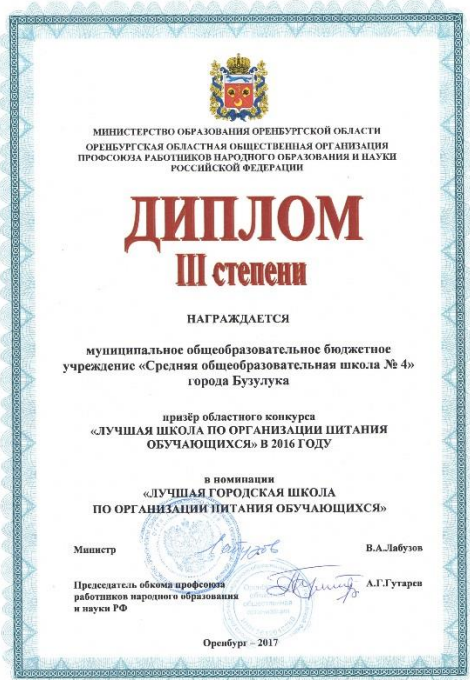 МИНИСТЕРСТВО ОБРАЗОВАНИЯ ОРЕНБУРГСКОЙ ОБЛАСТИ
ОРЕНБУРГСКАЯ ОБЛАСТНАЯ ОБЩЕСТВЕННАЯ ОРГАНИЗАЦИЯ
ПРОФСОЮЗА РАБОТНИКОВ НАРОДНОГО ОБРАЗОВАНИЯ И НАУКИ
РОССИЙСКОЙ ФЕДЕРАЦИИ
ДИПЛОМ
III степени
НАГРАЖДАЕТСЯ
муниципальное общеобразовательное бюджетное
учреждение «Средняя общеобразовательная школа № 4»
города Бузулука
призёр областного конкурса
«ЛУЧШАЯ ШКОЛА ПО ОРГАНИЗАЦИИ ПИТАНИЯ
ОБУЧАЮЩИХСЯ» В 2016 ГОДУ
в номинации
«ЛУЧШАЯ ГОРОДСКАЯ ШКОЛА
ПО ОРГАНИЗАЦИИ ПИТАНИЯ ОБУЧАЮЩИХСЯ»
Министр В.А.Лабузов
Председатель обкома профсоюза А.Г.Гутарев
работников народного образования
и науки РФ
Оренбург – 2017